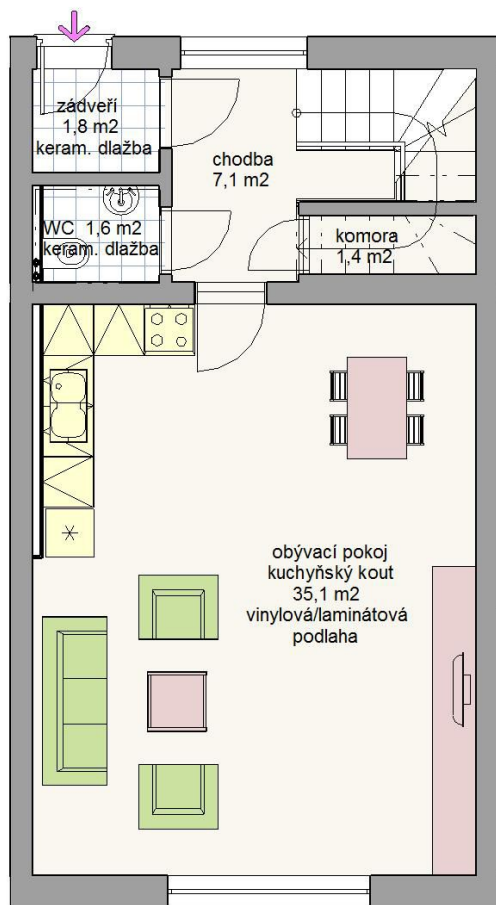 zádveří
1,8 m2
keram. dlažba
chodba
7,1 m2
WC 1,6 m2
keram. dlažba
komora
1,4 m2
obývací pokoj
kuchyňský kout
35,1 m2
vinylová/laminátová
podlaha